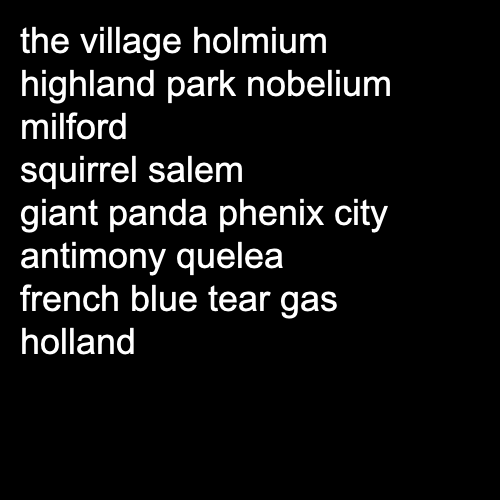 the village holmium
highland park nobelium
milford
squirrel salem
giant panda phenix city
antimony quelea
french blue tear gas
holland